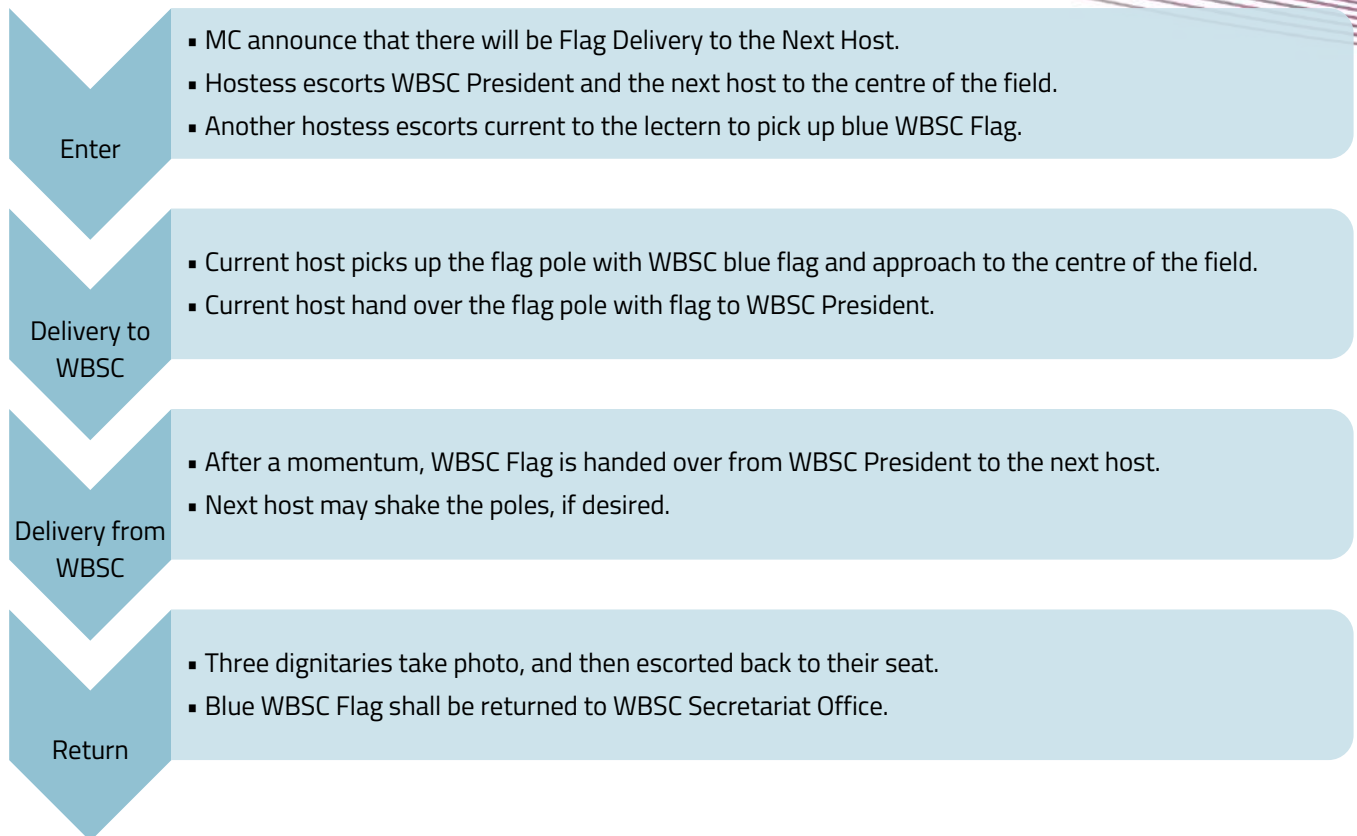 ▪ MC announce that there will be Flag Delivery to the Next Host.
▪ Hostess escorts WBSC President and the next host to the centre of the field.
▪ Another hostess escorts current to the lectern to pick up blue WBSC Flag.
Enter
▪ Current host picks up the flag pole with WBSC blue flag and approach to the centre of the field.
▪ Current host hand over the flag pole with flag to WBSC President.
Delivery to
WBSC
▪ After a momentum, WBSC Flag is handed over from WBSC President to the next host.
▪ Next host may shake the poles, if desired.
Delivery from
WBSC
▪ Three dignitaries take photo, and then escorted back to their seat.
▪ Blue WBSC Flag shall be returned to WBSC Secretariat Office.
Return